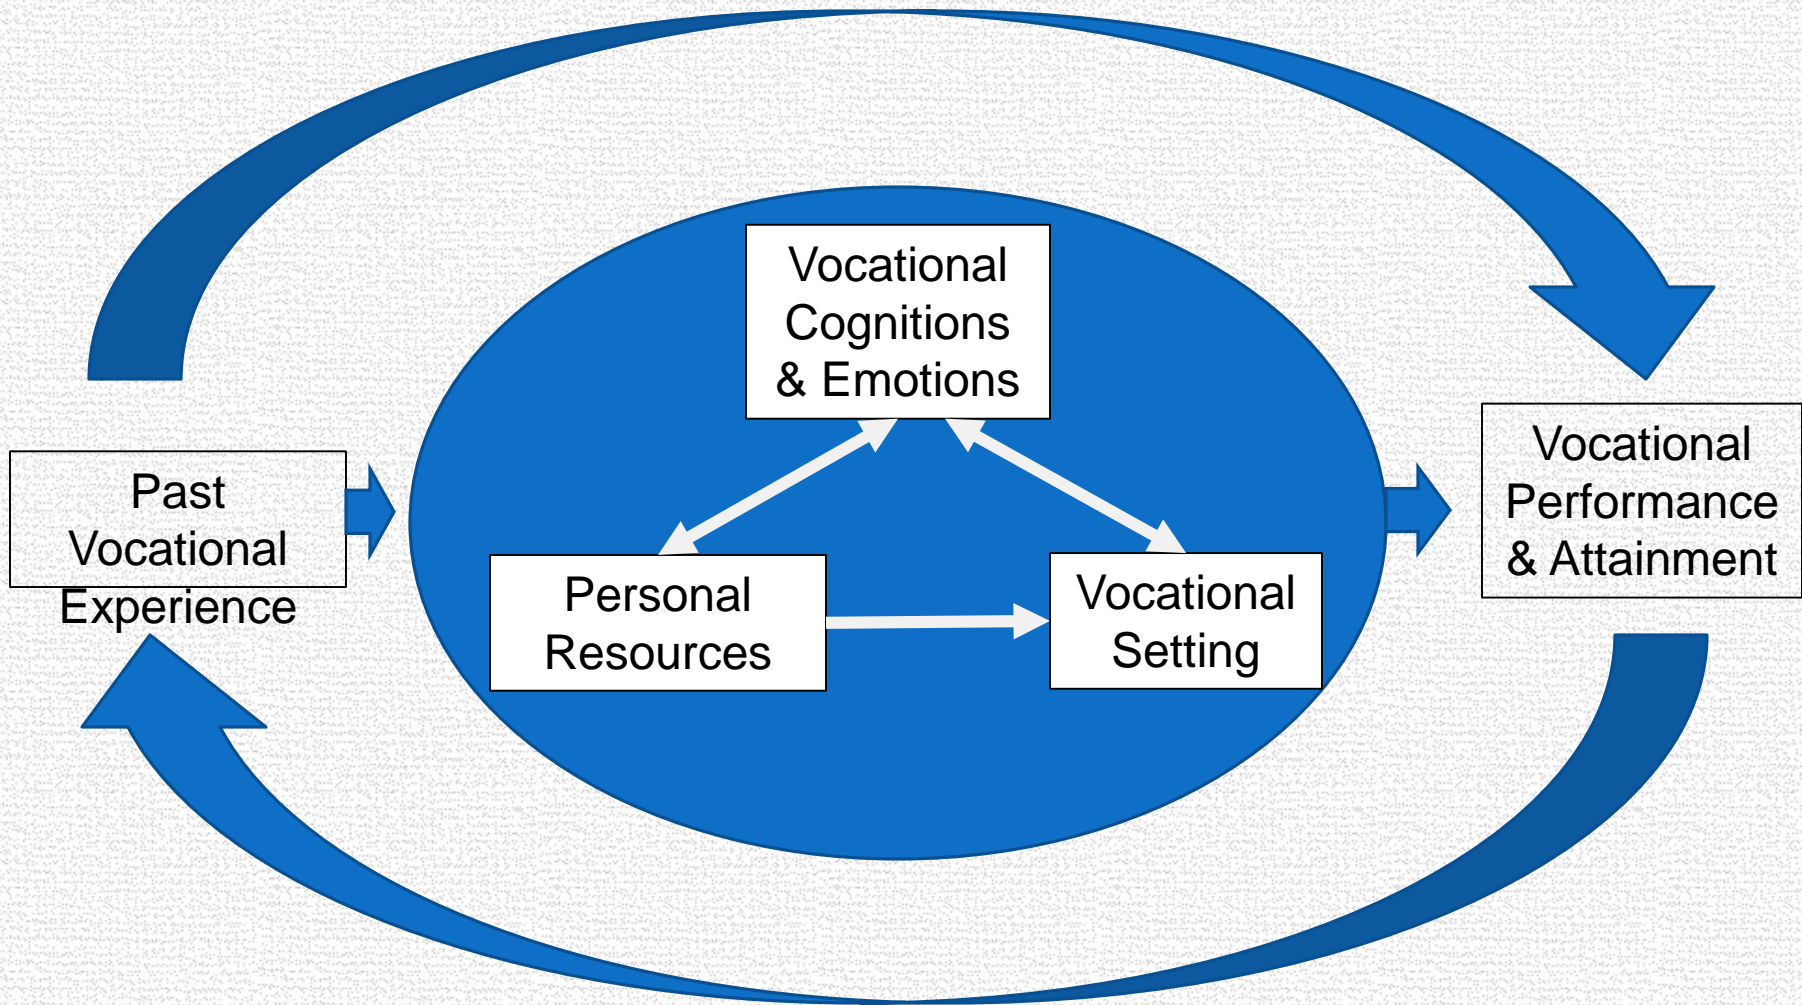 Vocational
Cognitions
& Emotions
Past
Vocational
Experience
Personal
Resources
Vocational
Setting
Vocational
Performance
& Attainment